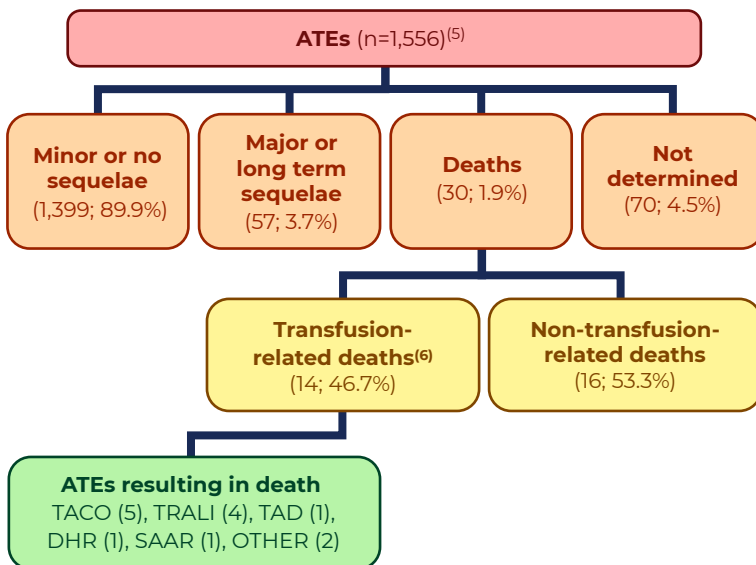 ATEs (n=1,556)(5)
Minor or no
sequelae
(1,399; 89.9%)
Major or
long term
sequelae
(57; 3.7%)
Deaths
(30; 1.9%)
Not
determined
(70; 4.5%)
Transfusion-
related deaths(6)
(14; 46.7%)
Non-transfusion-
related deaths
(16; 53.3%)
ATEs resulting in death
TACO (5), TRALI (4), TAD (1),
DHR (1), SAAR (1), OTHER (2)